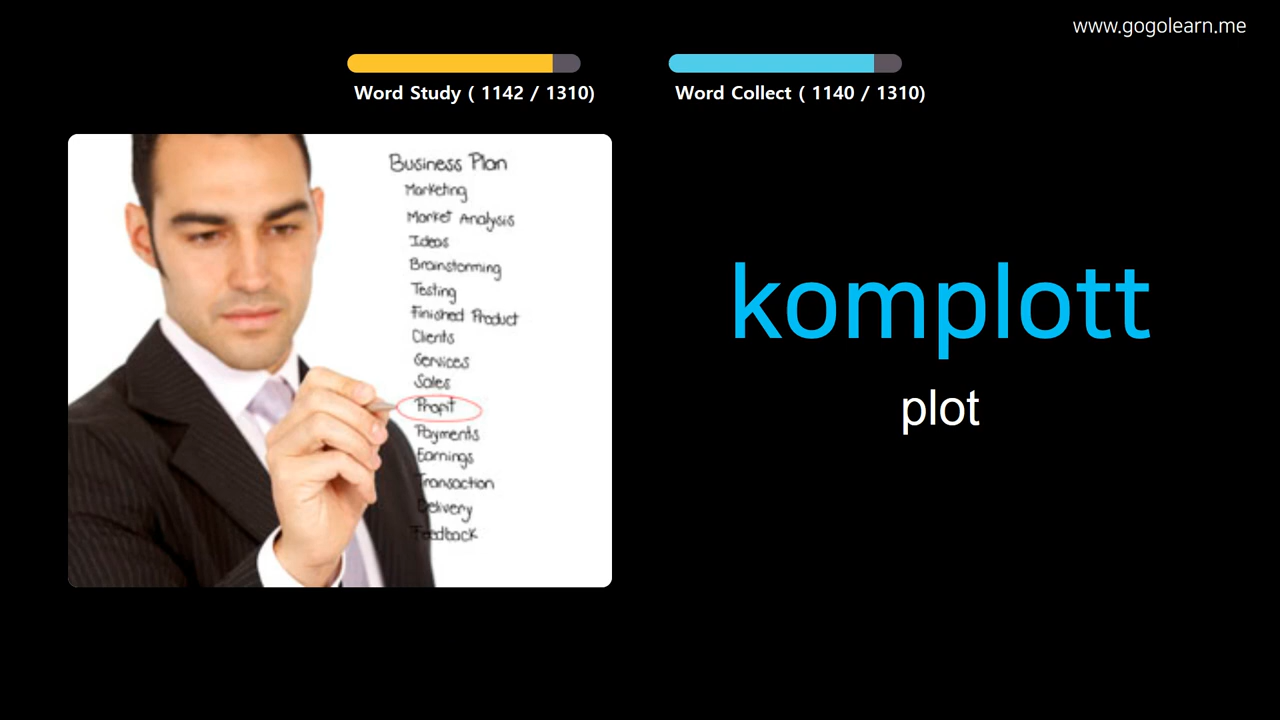 www.gogolearn.me
Word Study ( 1142 / 1310)
Word Collect ( 1140 / 1310)
Business Plan
Marketing
Market Analysis
Ideas
Brainstorming
Testing
Finished Product
Clients
Services
Sales
Profit
Payments
Earnings
Transaction
Delivery
Feedback
komplott
plot